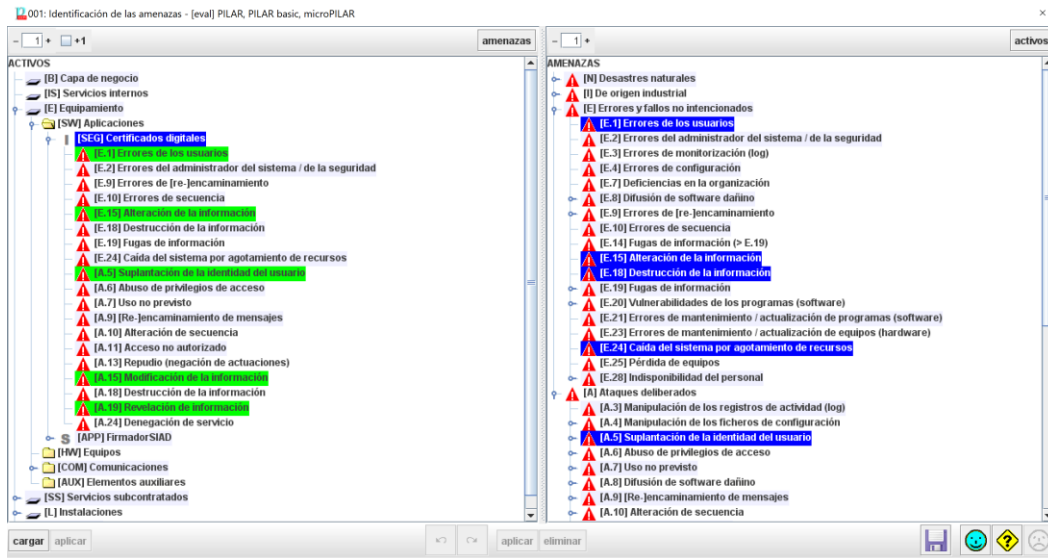 001: Identificación de las amenazas - [eval] PILAR, PILAR basic, microPILAR
- 1 + +1 amenazas
ACTIVOS
[B] Capa de negocio
[IS] Servicios internos
[E] Equipamiento
[SW] Aplicaciones
[SEG] Certificados digitales
[E.1] Errores de los usuarios
[E.2] Errores del administrador del sistema / de la seguridad
[E.9] Errores de [re-]encaminamiento
[E.10] Errores de secuencia
[E.15] Alteración de la información
[E.18] Destrucción de la información
[E.19] Fugas de información
[E.24] Caída del sistema por agotamiento de recursos
[A.5] Suplantación de la identidad del usuario
[A.6] Abuso de privilegios de acceso
[A.7] Uso no previsto
[A.9] [Re-]encaminamiento de mensajes
[A.10] Alteración de secuencia
[A.11] Acceso no autorizado
[A.13] Repudio (negación de actuaciones)
[A.15] Modificación de la información
[A.18] Destrucción de la información
[A.19] Revelación de información
[A.24] Denegación de servicio
S [APP] FirmadorSIAD
[HW] Equipos
[COM] Comunicaciones
[AUX] Elementos auxiliares
[SS] Servicios subcontratados
[L] Instalaciones
cargar aplicar
- 1 + activos
AMENAZAS
[N] Desastres naturales
[I] De origen industrial
[E] Errores y fallos no intencionados
[E.1] Errores de los usuarios
[E.2] Errores del administrador del sistema / de la seguridad
[E.3] Errores de monitorización (log)
[E.4] Errores de configuración
[E.7] Deficiencias en la organización
[E.8] Difusión de software dañino
[E.9] Errores de [re-]encaminamiento
[E.10] Errores de secuencia
[E.14] Fugas de información (> E.19)
[E.15] Alteración de la información
[E.18] Destrucción de la información
[E.19] Fugas de información
[E.20] Vulnerabilidades de los programas (software)
[E.21] Errores de mantenimiento / actualización de programas (software)
[E.23] Errores de mantenimiento / actualización de equipos (hardware)
[E.24] Caída del sistema por agotamiento de recursos
[E.25] Pérdida de equipos
[E.28] Indisponibilidad del personal
[A] Ataques deliberados
[A.3] Manipulación de los registros de actividad (log)
[A.4] Manipulación de los ficheros de configuración
[A.5] Suplantación de la identidad del usuario
[A.6] Abuso de privilegios de acceso
[A.7] Uso no previsto
[A.8] Difusión de software dañino
[A.9] [Re-]encaminamiento de mensajes
[A.10] Alteración de secuencia
aplicar eliminar